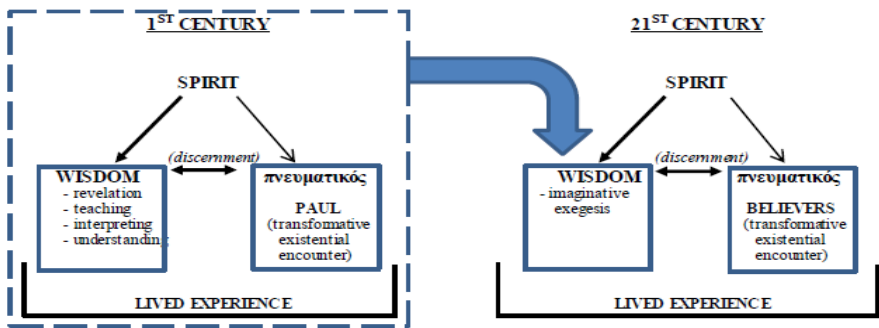 1ST CENTURY
SPIRIT
(discernment)
WISDOM
- revelation
- teaching
- interpreting
- understanding
πνευματικός
PAUL
(transformative
existential
encounter)
LIVED EXPERIENCE
21ST CENTURY
SPIRIT
(discernment)
WISDOM
- imaginative
exegesis
πνευματικός
BELIEVERS
(transformative
existential
encounter)
LIVED EXPERIENCE